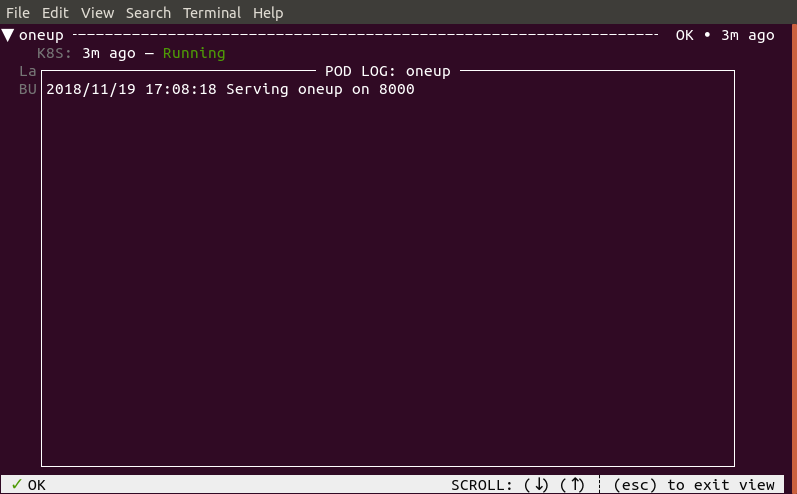 File Edit View Search Terminal Help
▼ oneup OK • 3m ago
K8S: 3m ago — Running
La POD LOG: oneup
BU 2018/11/19 17:08:18 Serving oneup on 8000
✓ OK SCROLL: (↓) (↑) (esc) to exit view